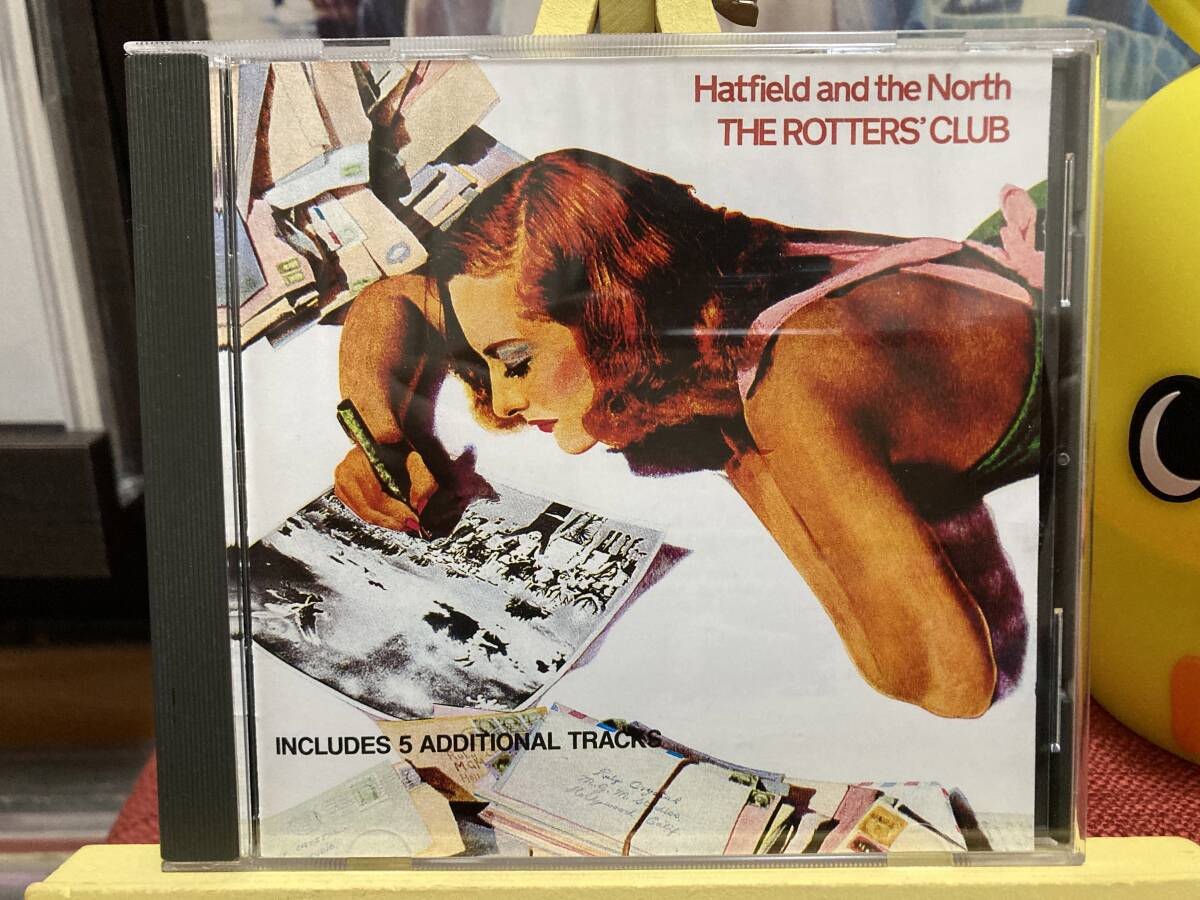 Hatfield and the North
THE ROTTERS' CLUB
INCLUDES 5 ADDITIONAL TRACKS